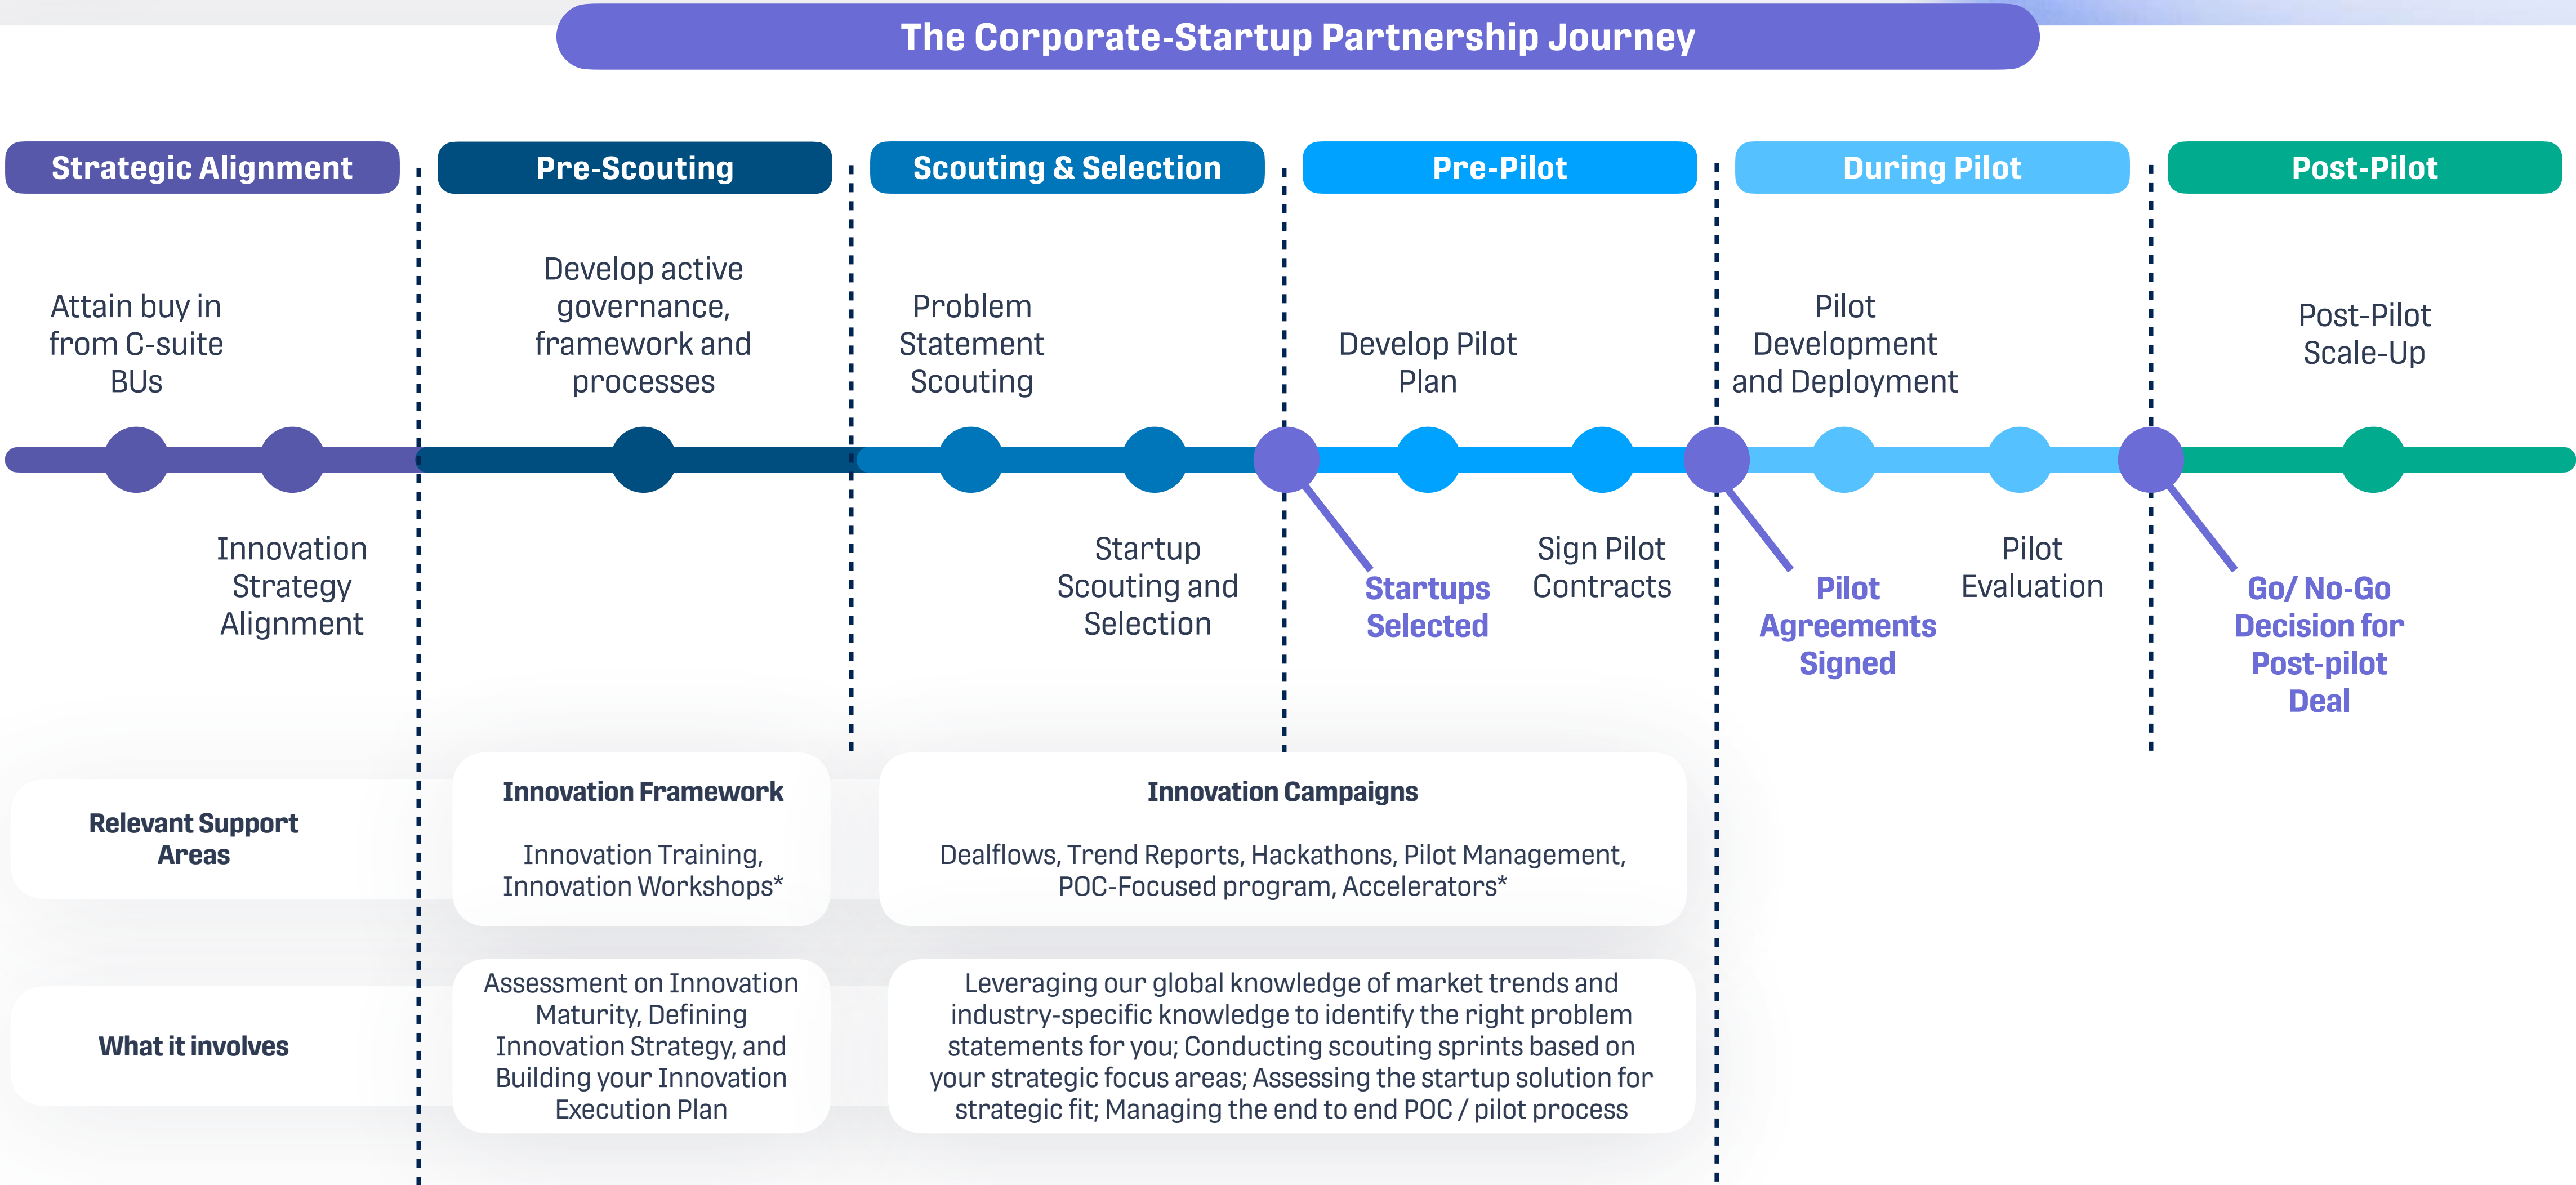 The Corporate-Startup Partnership Journey
Strategic Alignment
Pre-Scouting
Scouting & Selection
Pre-Pilot
During Pilot
Post-Pilot
Attain buy in
from C-suite
BUs
Innovation
Strategy
Alignment
Develop active
governance,
framework and
processes
Problem
Statement
Scouting
Startup
Scouting and
Selection
Startups
Selected
Develop Pilot
Plan
Sign Pilot
Contracts
Pilot
Agreements
Signed
Pilot
Development
and Deployment
Pilot
Evaluation
Go/ No-Go
Decision for
Post-pilot
Deal
Post-Pilot
Scale-Up
Relevant Support
Areas
Innovation Framework
Innovation Training,
Innovation Workshops*
Innovation Campaigns
Dealflows, Trend Reports, Hackathons, Pilot Management,
POC-Focused program, Accelerators*
What it involves
Assessment on Innovation
Maturity, Defining
Innovation Strategy, and
Building your Innovation
Execution Plan
Leveraging our global knowledge of market trends and
industry-specific knowledge to identify the right problem
statements for you; Conducting scouting sprints based on
your strategic focus areas; Assessing the startup solution for
strategic fit; Managing the end to end POC / pilot process